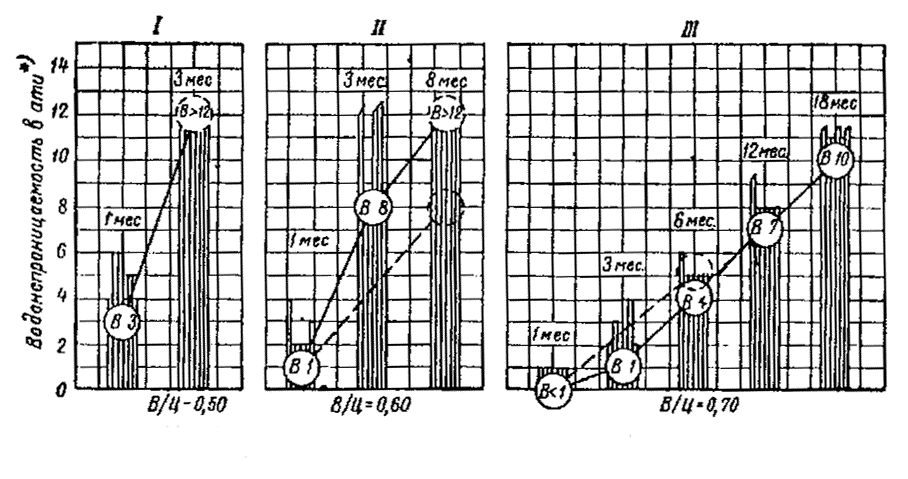 I
II
III
Водонепроницаемость в ати*)
14
12
10
8
6
4
2
0
1 мес
3 мес.
В 3
В>12
В/Ц-0,50
1 мес
3 мес.
8 мес
В 1
В 8
В>12
В/Ц=0,60
1 мес
3 мес.
6 мес.
12 мес.
18 мес
В<1
В 1
В 4
В 7
В 10
В/Ц=0,70